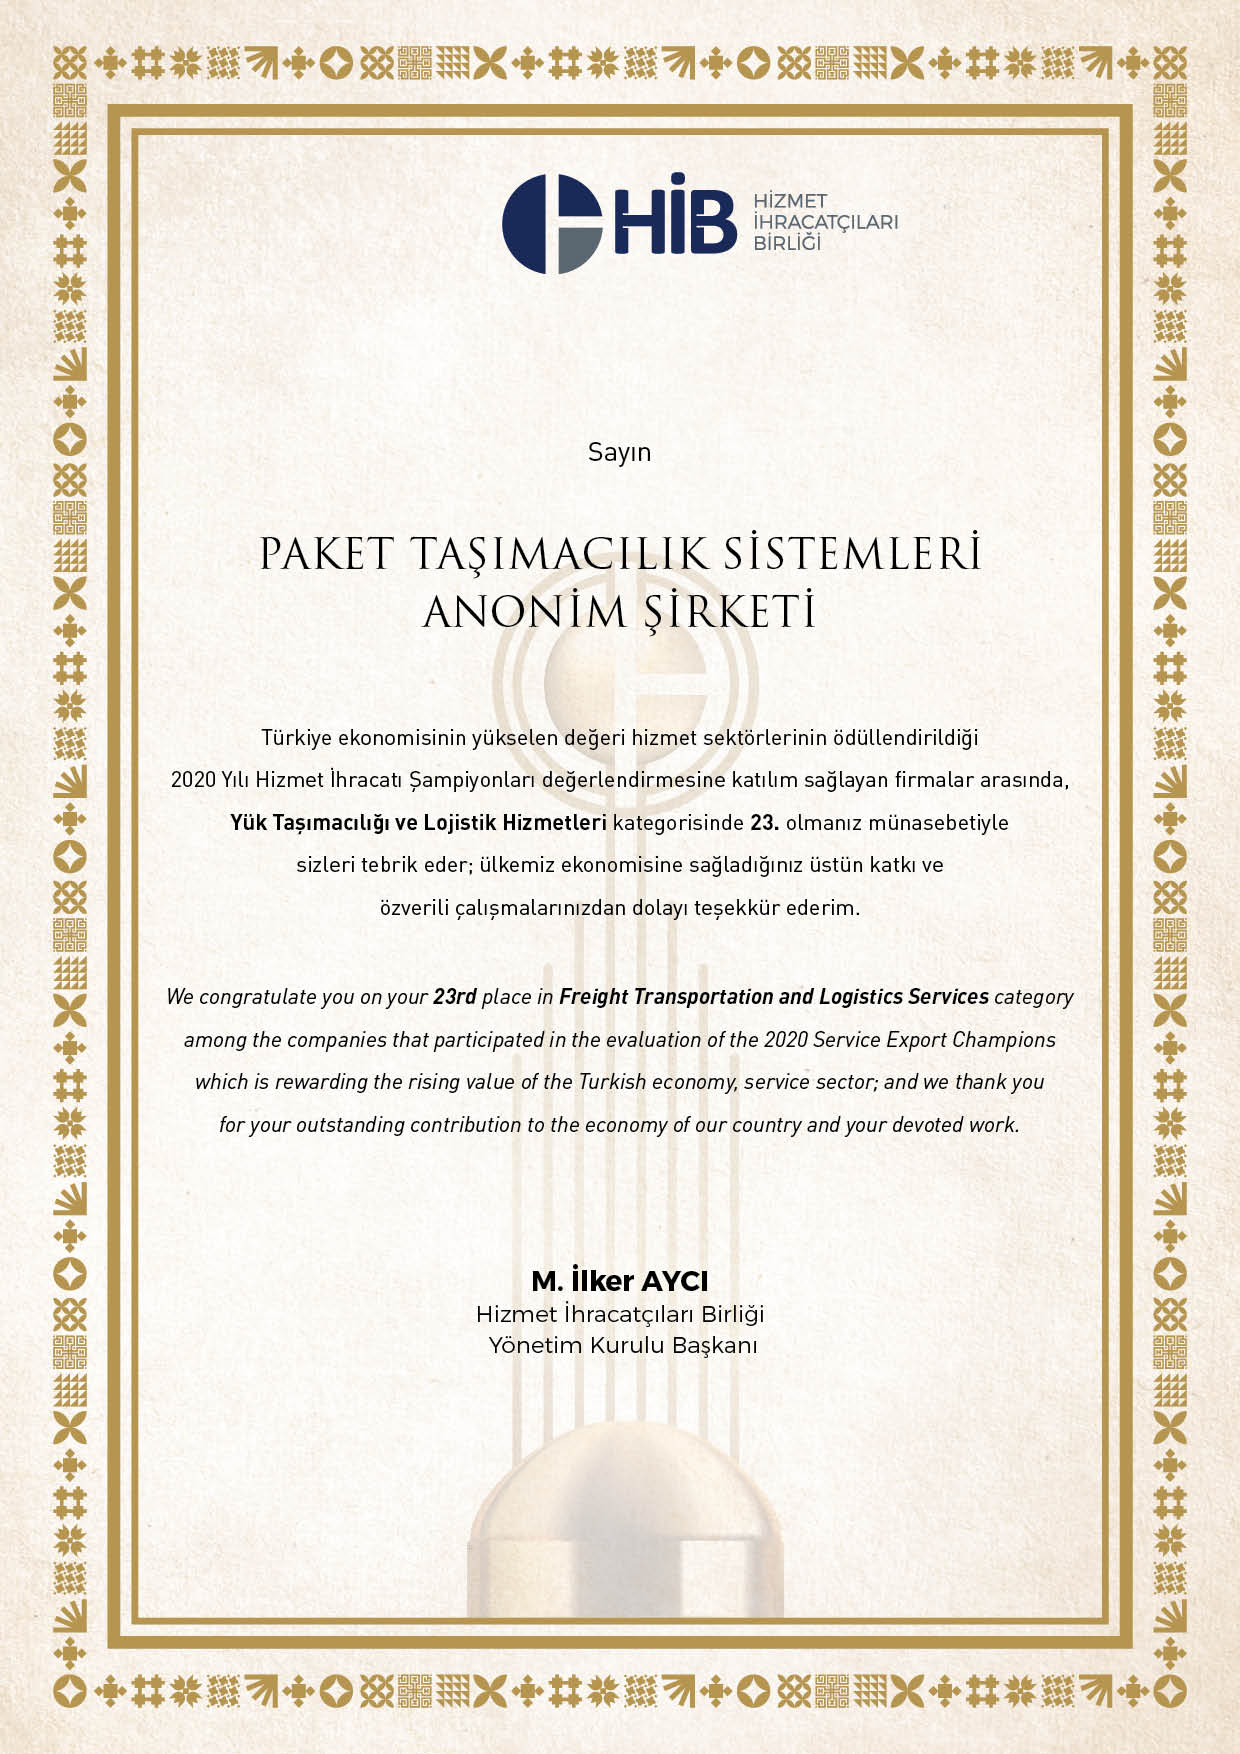 HİB
HİZMET
İHRACATÇILARI
BİRLİĞİ
Sayın
PAKET TAŞIMACILIK SİSTEMLERİ
ANONİM ŞİRKETİ
Türkiye ekonomisinin yükselen değeri hizmet sektörlerinin ödüllendirildiği
2020 Yılı Hizmet İhracatı Şampiyonları değerlendirmesine katılım sağlayan firmalar arasında,
Yük Taşımacılığı ve Lojistik Hizmetleri kategorisinde 23. olmanız münasebetiyle
sizleri tebrik eder; ülkemiz ekonomisine sağladığınız üstün katkı ve
özverili çalışmalarınızdan dolayı teşekkür ederim.
We congratulate you on your 23rd place in Freight Transportation and Logistics Services category
among the companies that participated in the evaluation of the 2020 Service Export Champions
which is rewarding the rising value of the Turkish economy, service sector; and we thank you
for your outstanding contribution to the economy of our country and your devoted work.
M. İlker AYCI
Hizmet İhracatçıları Birliği
Yönetim Kurulu Başkanı